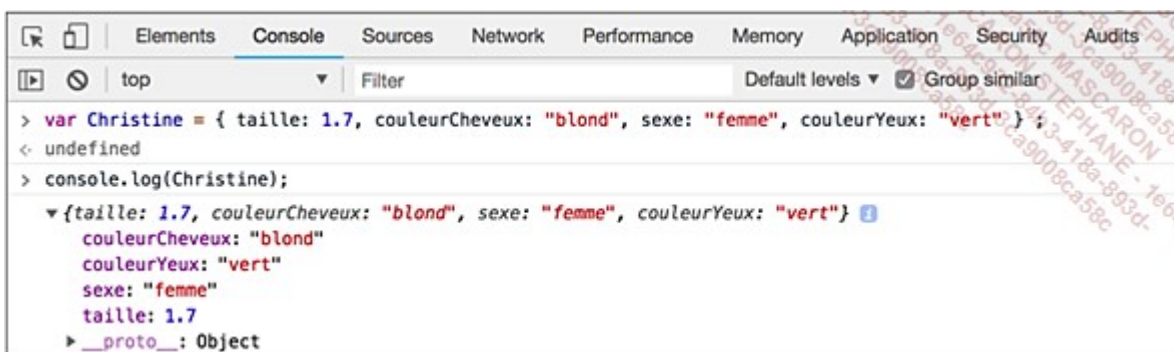 Elements Console Sources Network Performance Memory Application Security Audits
top ▼ Filter Default levels ▼ Group similar
> var Christine = { taille: 1.7, couleurCheveux: "blond", sexe: "femme", couleurYeux: "vert" } ;
< undefined
> console.log(Christine);
▼{taille: 1.7, couleurCheveux: "blond", sexe: "femme", couleurYeux: "vert"} i
couleurCheveux: "blond"
couleurYeux: "vert"
sexe: "femme"
taille: 1.7
▶ __proto__: Object
MASCARON
STEPHANE